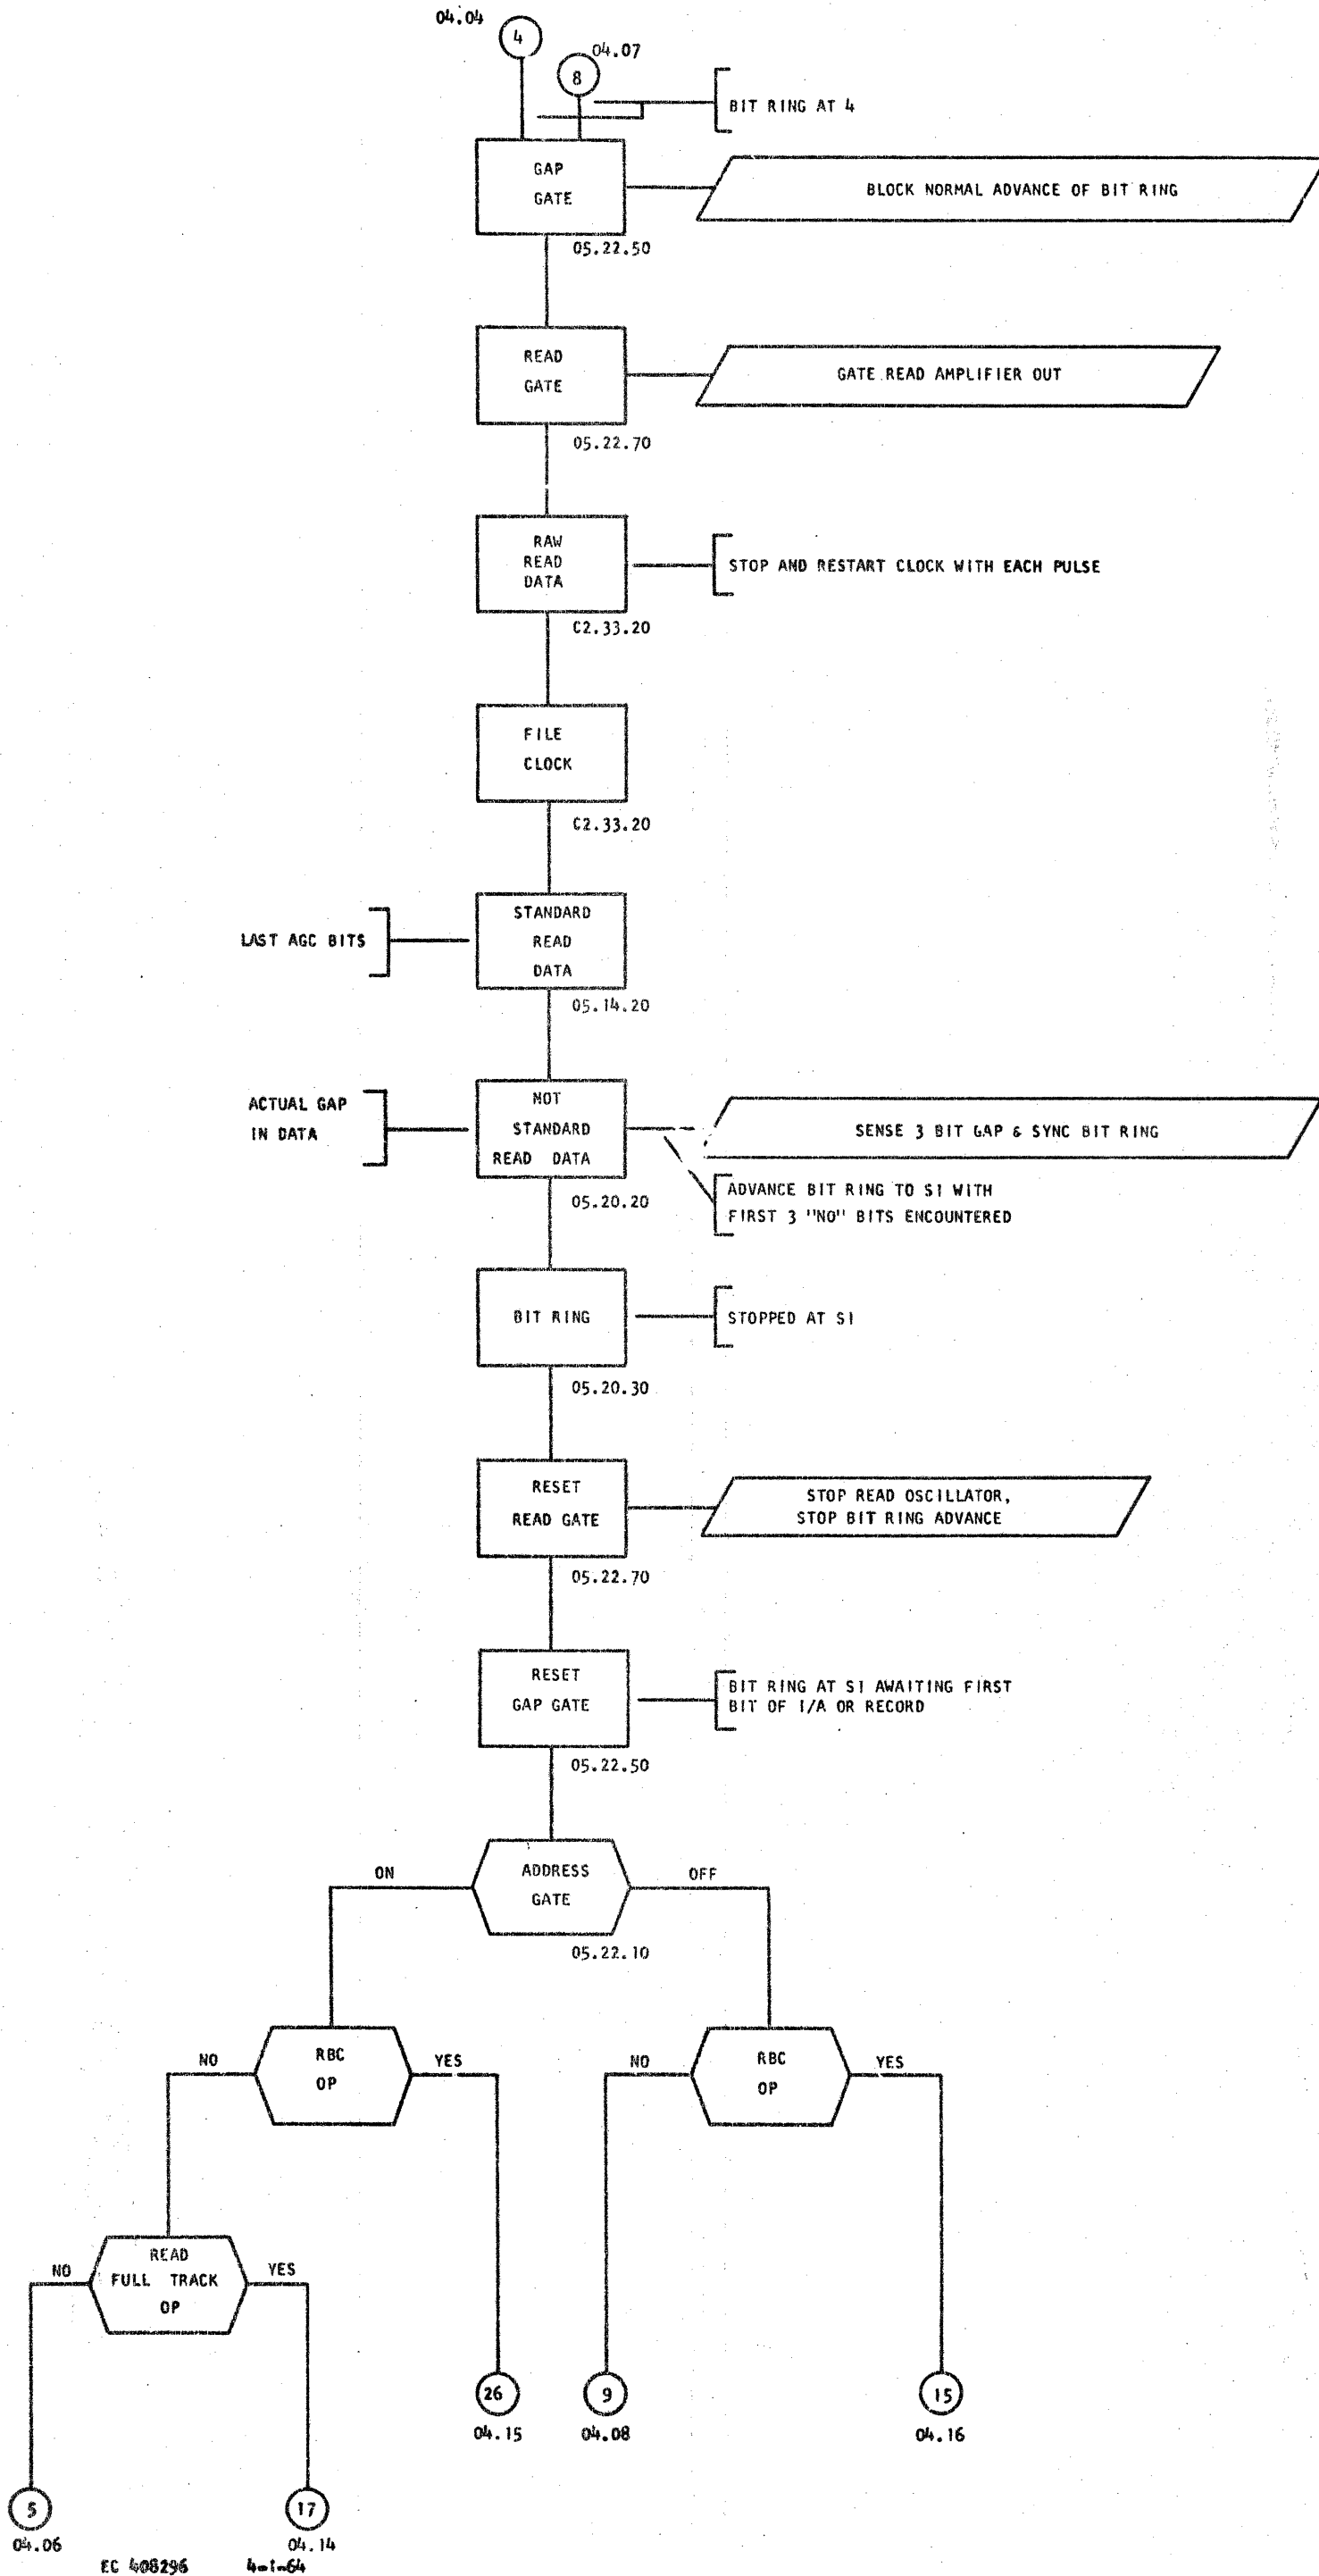 04.04
4
04.07
8
BIT RING AT 4
GAP
GATE
BLOCK NORMAL ADVANCE OF BIT RING
05.22.50
READ
GATE
GATE READ AMPLIFIER OUT
05.22.70
RAW
READ
DATA
STOP AND RESTART CLOCK WITH EACH PULSE
C2.33.20
FILE
CLOCK
C2.33.20
LAST AGC BITS
STANDARD
READ
DATA
05.14.20
ACTUAL GAP
IN DATA
NOT
STANDARD
READ DATA
SENSE 3 BIT GAP & SYNC BIT RING
05.20.20
ADVANCE BIT RING TO S1 WITH
FIRST 3 "NO" BITS ENCOUNTERED
BIT RING
STOPPED AT S1
05.20.30
RESET
READ GATE
STOP READ OSCILLATOR,
STOP BIT RING ADVANCE
05.22.70
RESET
GAP GATE
BIT RING AT S1 AWAITING FIRST
BIT OF I/A OR RECORD
05.22.50
ON
ADDRESS
GATE
OFF
05.22.10
NO
RBC
OP
YES
NO
RBC
OP
YES
NO
READ
FULL TRACK
OP
YES
26
04.15
9
04.08
15
04.16
5
04.06
17
04.14
EC 408296 4-1-64